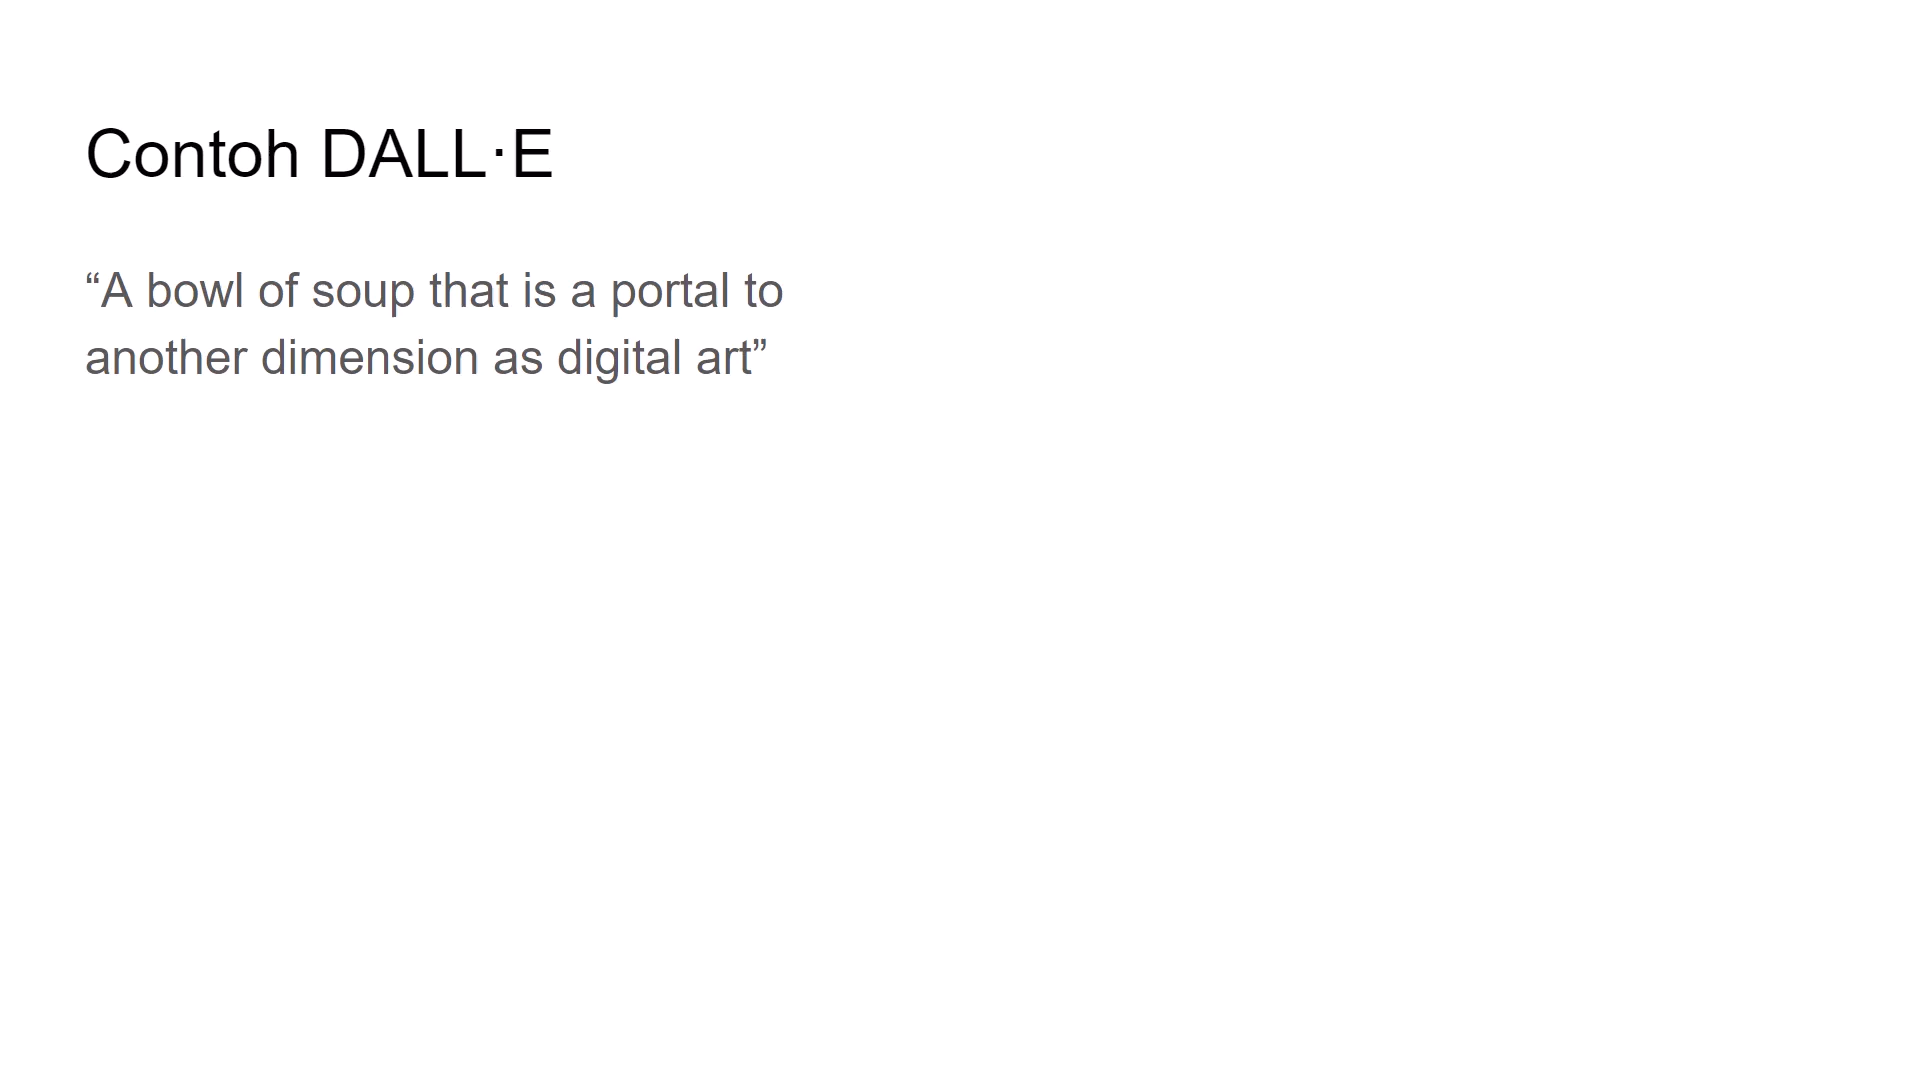 Contoh DALL·E
“A bowl of soup that is a portal to
another dimension as digital art”